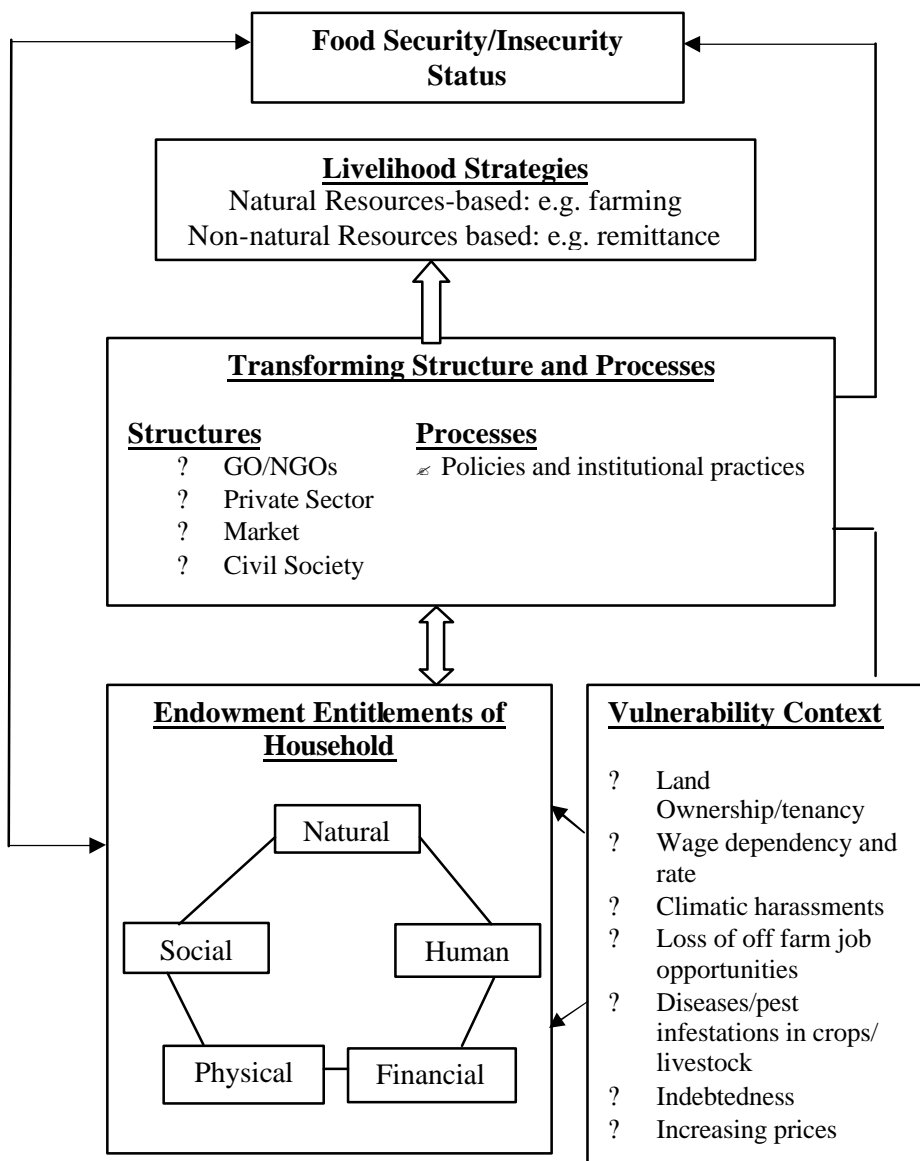 Food Security/Insecurity
Status
Livelihood Strategies
Natural Resources-based: e.g. farming
Non-natural Resources based: e.g. remittance
Transforming Structure and Processes
Structures
? GO/NGOs
? Private Sector
? Market
? Civil Society
Processes
✍ Policies and institutional practices
Endowment Entitlements of
Household
Natural
Social
Human
Physical
Financial
Vulnerability Context
? Land
Ownership/tenancy
? Wage dependency and
rate
? Climatic harassments
? Loss of off farm job
opportunities
? Diseases/pest
infestations in crops/
livestock
? Indebtedness
? Increasing prices